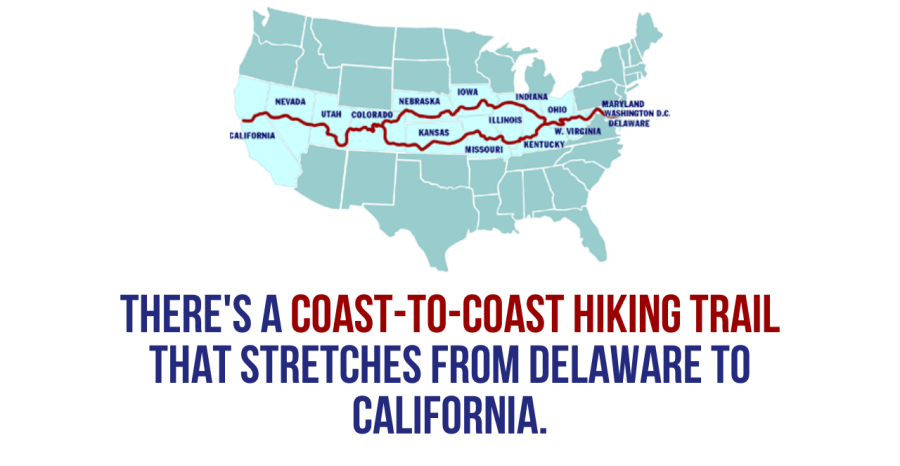 IOWA
NEBRASKA
INDIANA
NEVADA
OHIO
MARYLAND
UTAH
COLORADO
WASHINGTON D.C.
ILLINOIS
DELAWARE
CALIFORNIA
KANSAS
W. VIRGINIA
MISSOURI
KENTUCKY
THERE'S A COAST-TO-COAST HIKING TRAIL
THAT STRETCHES FROM DELAWARE TO
CALIFORNIA.